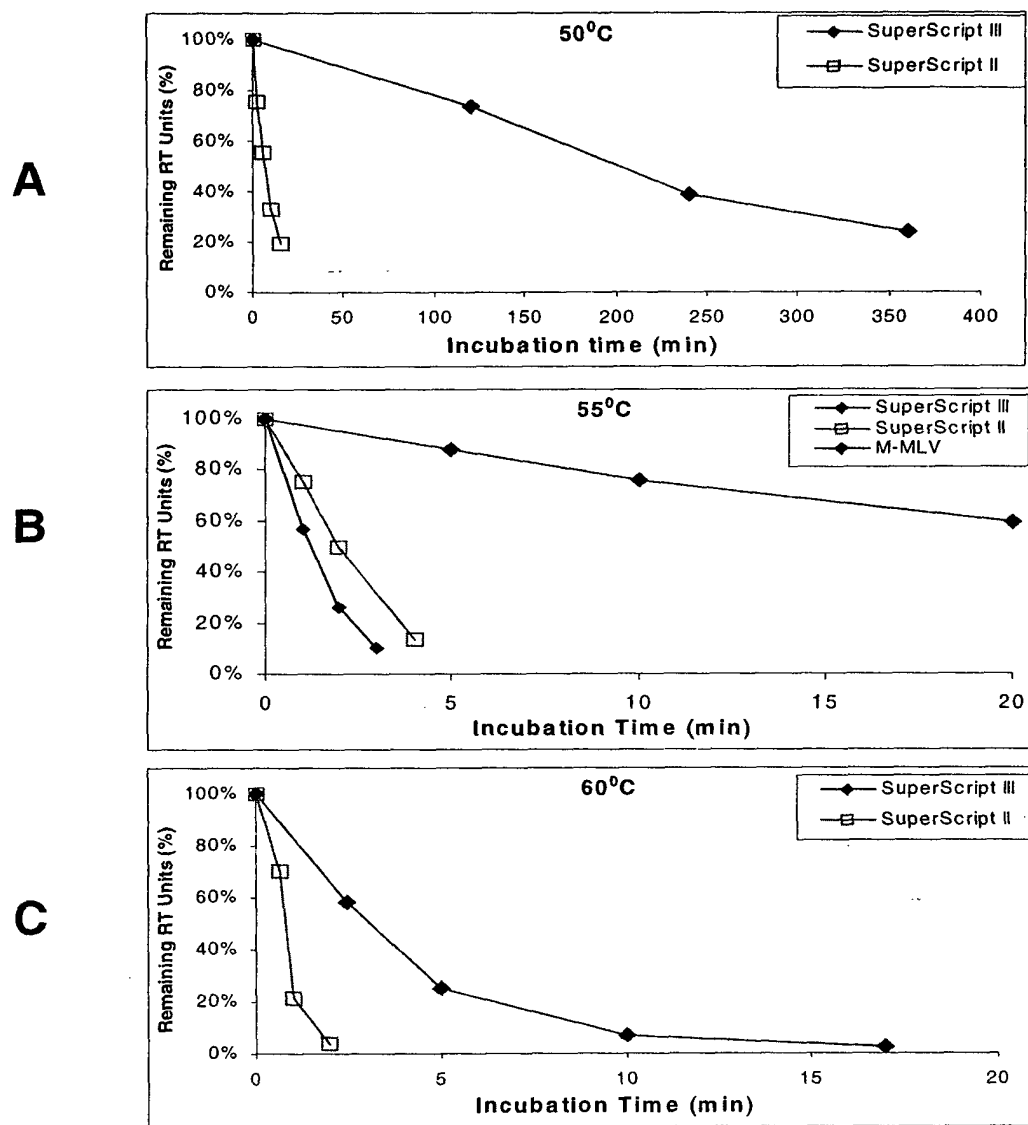 A
50⁰C
SuperScript III
SuperScript II
Remaining RT Units (%)
100%
80%
60%
40%
20%
0%
0 50 100 150 200 250 300 350 400
Incubation time (min)
B
55⁰C
SuperScript III
SuperScript II
M-MLV
Remaining RT Units (%)
100%
80%
60%
40%
20%
0%
0 5 10 15 20
Incubation Time (min)
C
60⁰C
SuperScript III
SuperScript II
Remaining RT Units (%)
100%
80%
60%
40%
20%
0%
0 5 10 15 20
Incubation Time (min)